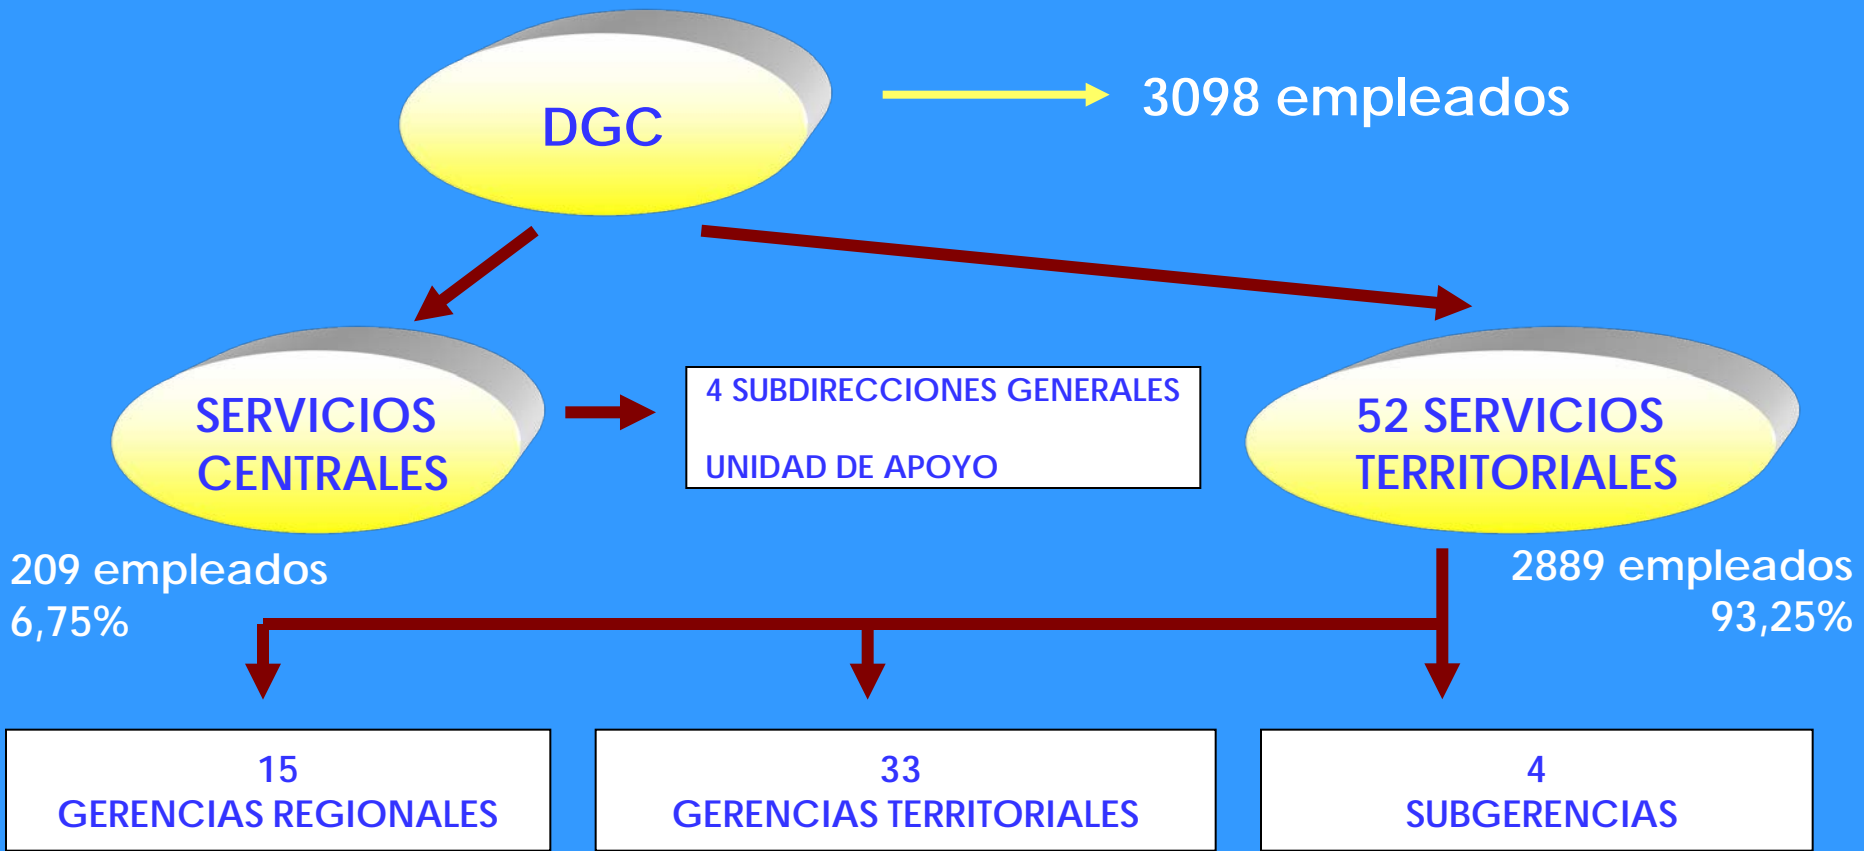 DGC
3098 empleados
SERVICIOS
CENTRALES
4 SUBDIRECCIONES GENERALES
UNIDAD DE APOYO
52 SERVICIOS
TERRITORIALES
209 empleados
6,75%
2889 empleados
93,25%
15
GERENCIAS REGIONALES
33
GERENCIAS TERRITORIALES
4
SUBGERENCIAS